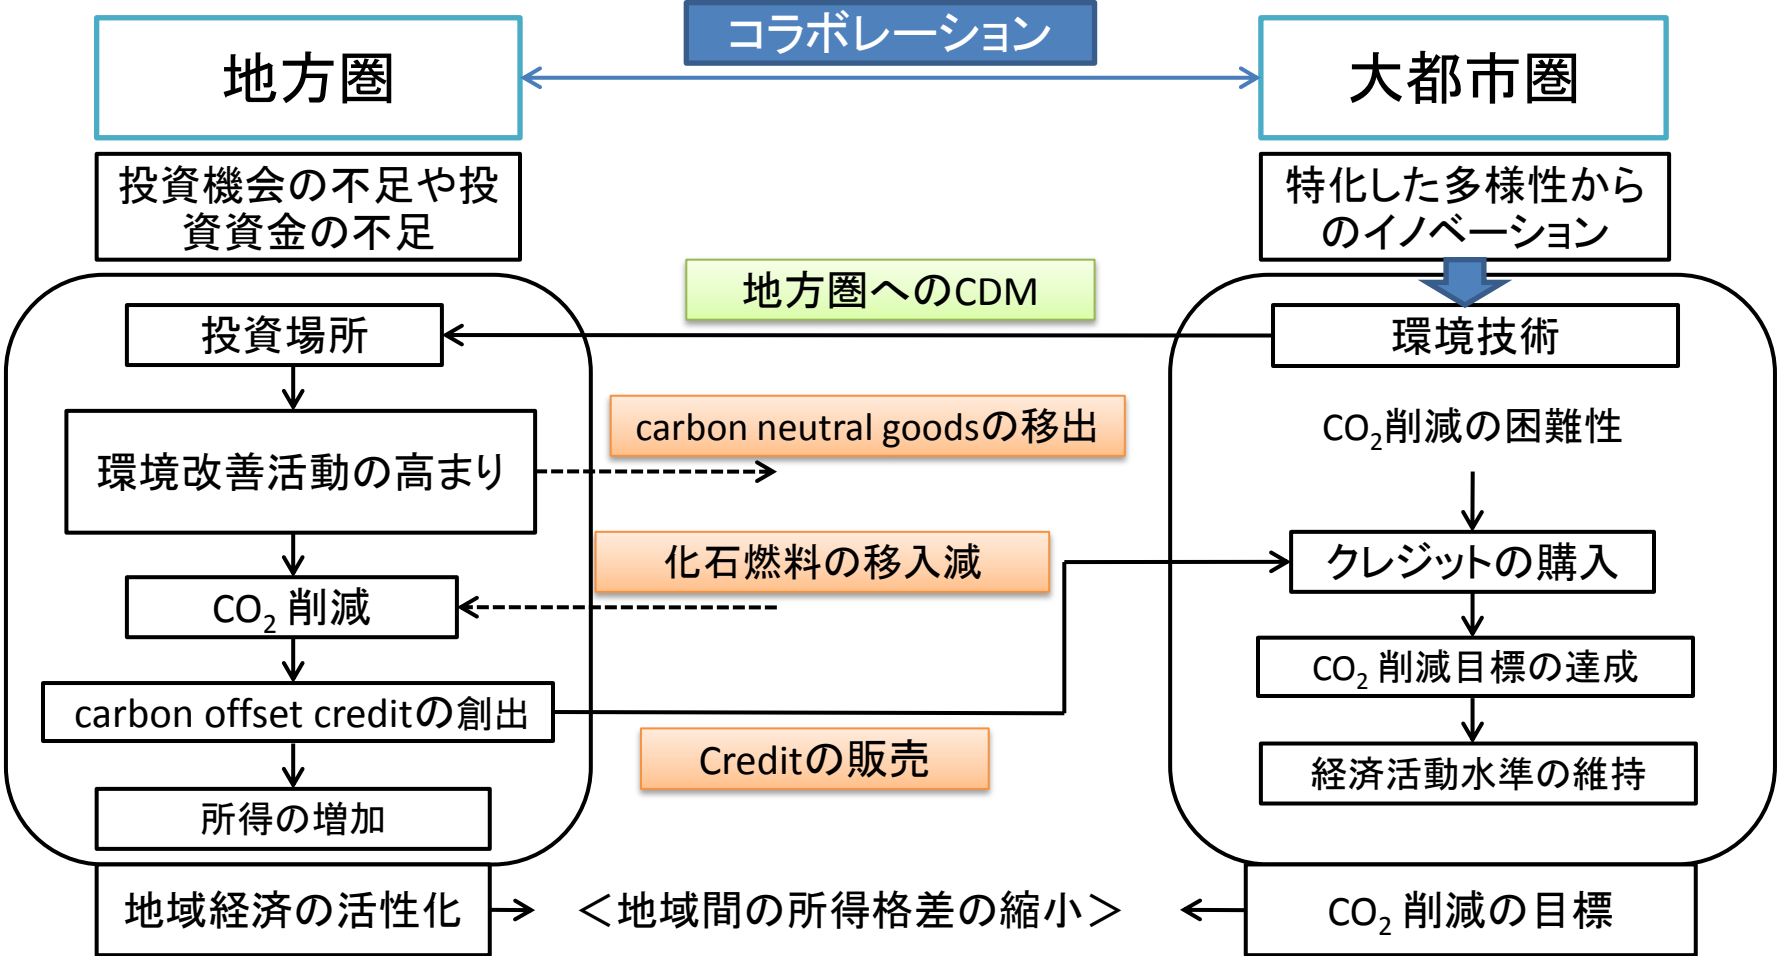 コラボレーション
地方圏
大都市圏
投資機会の不足や投
資資金の不足
特化した多様性から
のイノベーション
地方圏へのCDM
投資場所
環境技術
carbon neutral goodsの移出
CO₂削減の困難性
環境改善活動の高まり
化石燃料の移入減
クレジットの購入
CO₂ 削減
CO₂ 削減目標の達成
carbon offset creditの創出
Creditの販売
経済活動水準の維持
所得の増加
地域経済の活性化
＜地域間の所得格差の縮小＞
CO₂ 削減の目標